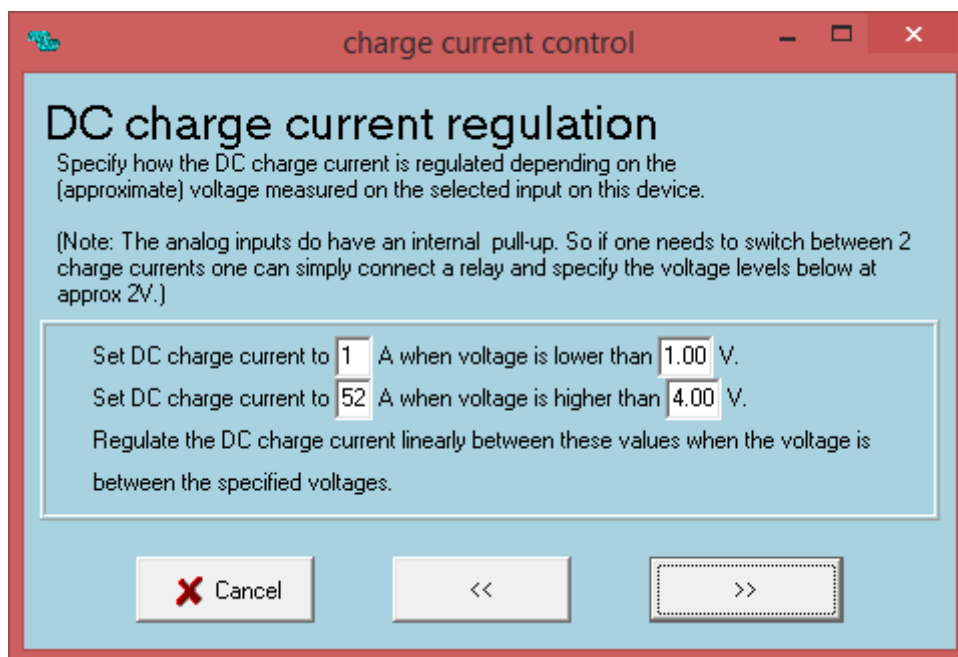 charge current control
DC charge current regulation
Specify how the DC charge current is regulated depending on the
(approximate) voltage measured on the selected input on this device.
(Note: The analog inputs do have an internal  pull-up. So if one needs to switch between 2
charge currents one can simply connect a relay and specify the voltage levels below at
approx 2V.)
Set DC charge current to 1 A when voltage is lower than 1.00 V.
Set DC charge current to 52 A when voltage is higher than 4.00 V.
Regulate the DC charge current linearly between these values when the voltage is
between the specified voltages.
Cancel << >>